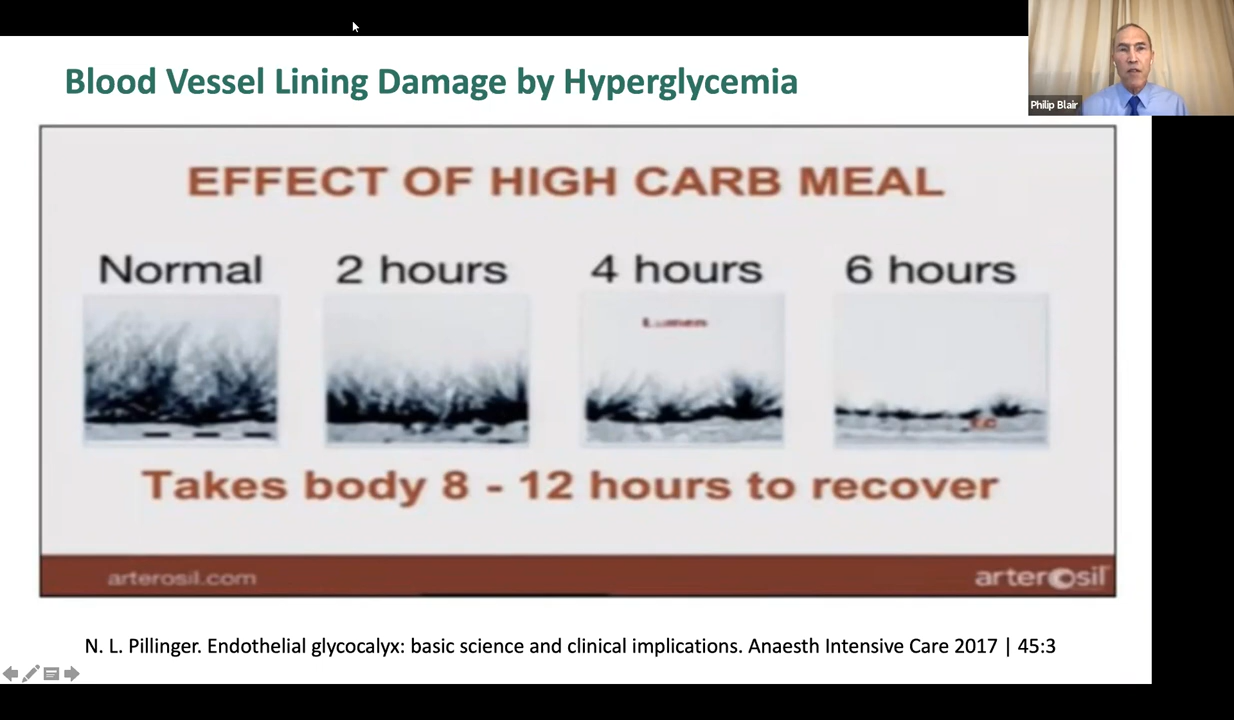 Blood Vessel Lining Damage by Hyperglycemia
Philip Blair
EFFECT OF HIGH CARB MEAL
Normal 2 hours 4 hours 6 hours
Lumen
EC
Takes body 8 - 12 hours to recover
arterosil.com arterosil
N. L. Pillinger. Endothelial glycocalyx: basic science and clinical implications. Anaesth Intensive Care 2017 | 45:3